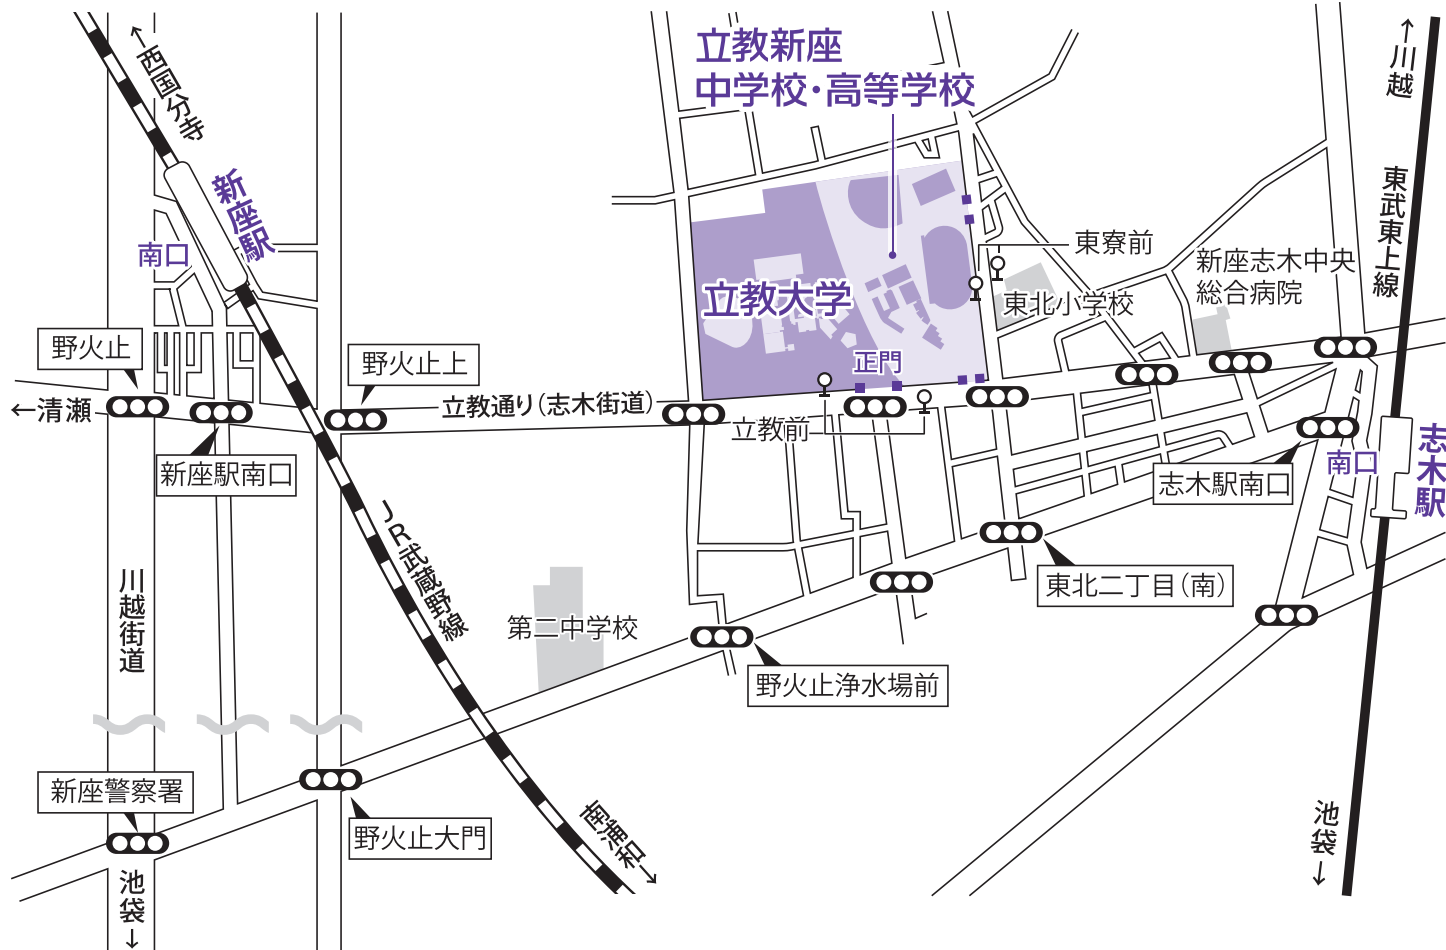 ←西国分寺
立教新座
中学校・高等学校
←川越
新座駅
東武東上線
南口
東寮前
新座志木中央
総合病院
立教大学
東北小学校
野火止
野火止上
正門
←清瀬
立教通り（志木街道）
立教前
新座駅南口
志木駅南口
南口
志木駅
JR武蔵野線
川越街道
東北二丁目（南）
第二中学校
野火止浄水場前
新座警察署
野火止大門
南浦和→
池袋→
池袋→